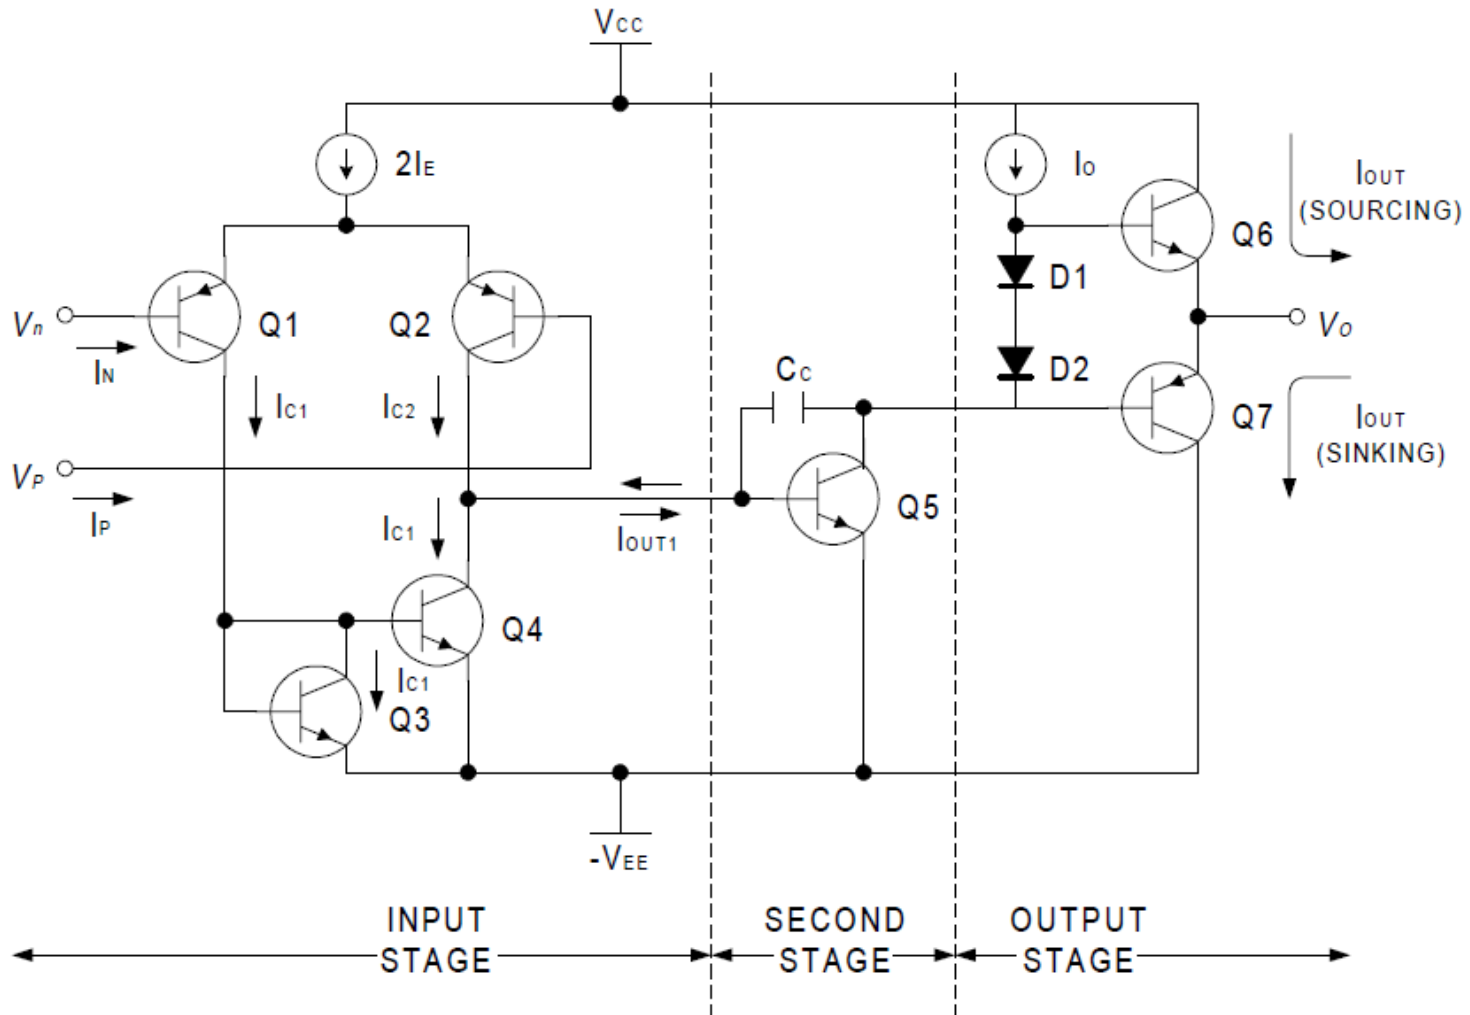 VCC
2IE
IO
IOUT
(SOURCING)
Q6
D1
Vn
Q1
Q2
VO
IN
D2
CC
IC1
IC2
Q7
IOUT
(SINKING)
VP
IP
IC1
IOUT1
Q5
Q4
IC1
Q3
-VEE
INPUT
STAGE
SECOND
STAGE
OUTPUT
STAGE